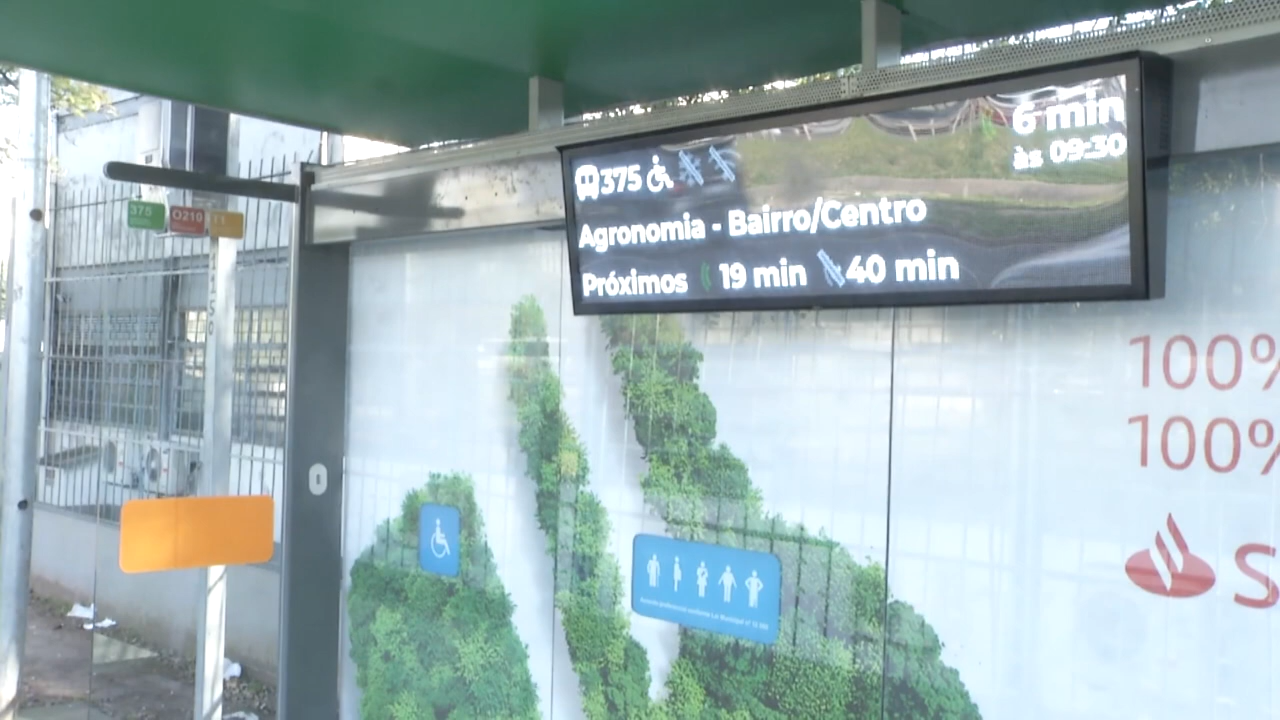 6 min
às 09:30
375
Agronomia - Bairro/Centro
Próximos 19 min 40 min
375 O210 T1
100%
100%
S